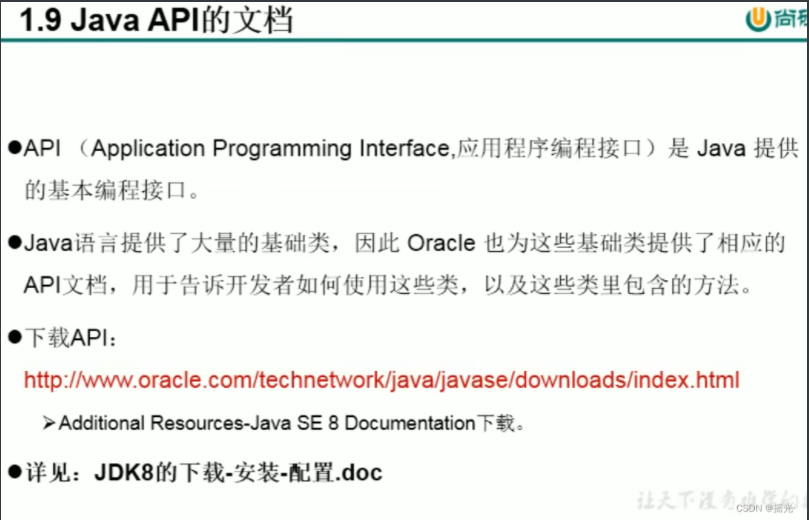 1.9 Java API的文档
尚
●API （Application Programming Interface,应用程序编程接口）是 Java 提供
的基本编程接口。
●Java语言提供了大量的基础类，因此 Oracle 也为这些基础类提供了相应的
API文档，用于告诉开发者如何使用这些类，以及这些类里包含的方法。
●下载API：
http://www.oracle.com/technetwork/java/javase/downloads/index.html
➢Additional Resources-Java SE 8 Documentation下载。
●详见：JDK8的下载-安装-配置.doc
让天下没有难学的
CSDN @摇光